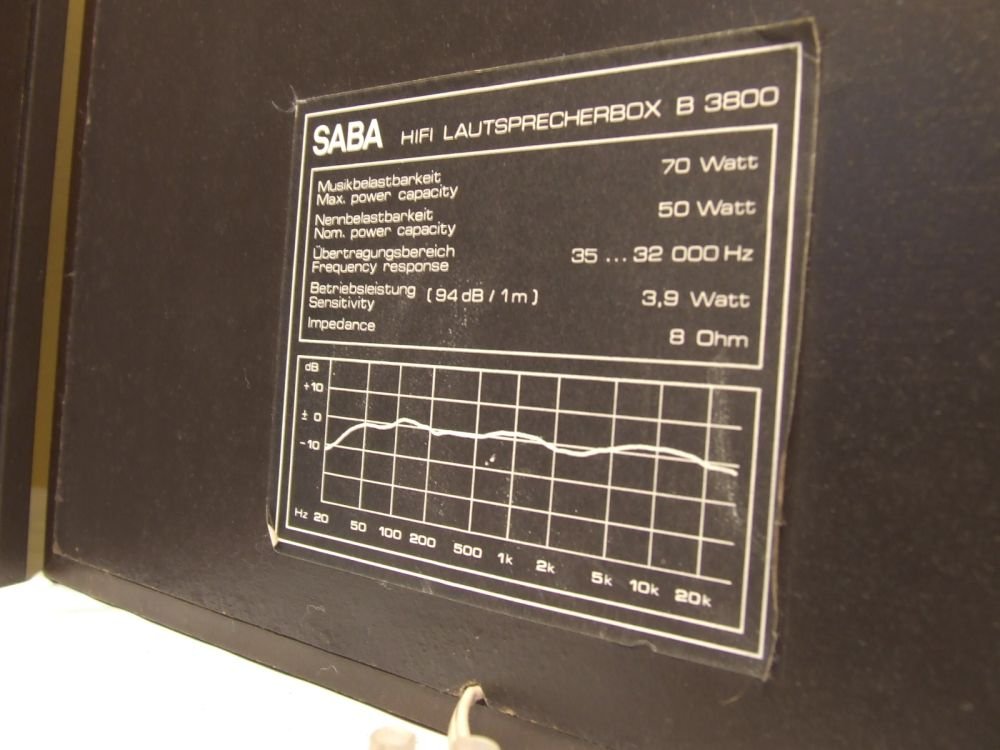 SABA HIFI LAUTSPRECHERBOX B 3800
Musikbelastbarkeit
Max. power capacity 70 Watt
Nennbelastbarkeit
Nom. power capacity 50 Watt
Übertragungsbereich
Frequency response 35 ... 32 000 Hz
Betriebsleistung (94 dB / 1m)
Sensitivity 3,9 Watt
Impedance 8 Ohm
dB
+10
± 0
-10
Hz 20 50 100 200 500 1k 2k 5k 10k 20k